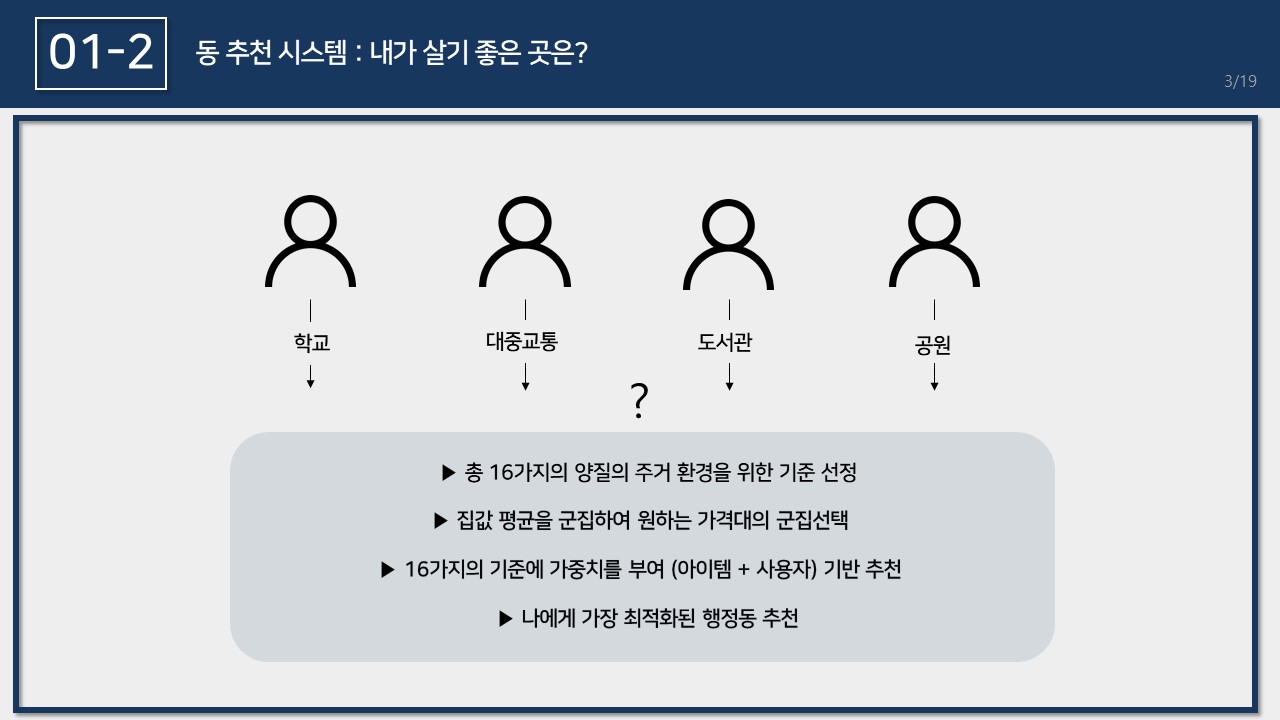 01-2
동 추천 시스템 : 내가 살기 좋은 곳은?
3/19
학교
대중교통
도서관
공원
?
▶ 총 16가지의 양질의 주거 환경을 위한 기준 선정
▶ 집값 평균을 군집하여 원하는 가격대의 군집선택
▶ 16가지의 기준에 가중치를 부여 (아이템 + 사용자) 기반 추천
▶ 나에게 가장 최적화된 행정동 추천